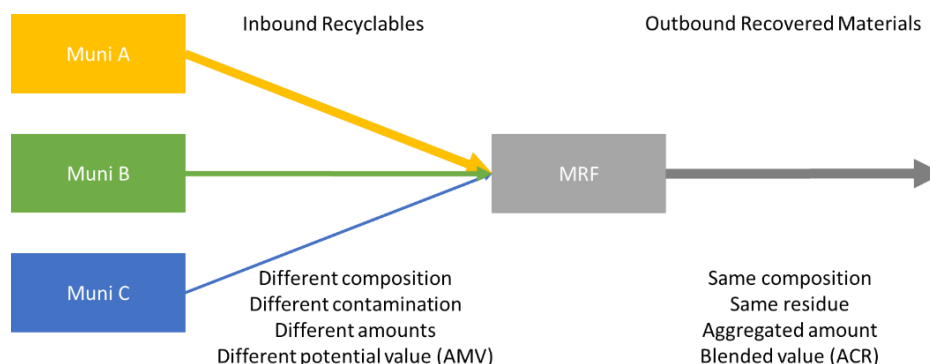 Inbound Recyclables
Outbound Recovered Materials
Muni A
Muni B
MRF
Muni C
Different composition
Different contamination
Different amounts
Different potential value (AMV)
Same composition
Same residue
Aggregated amount
Blended value (ACR)